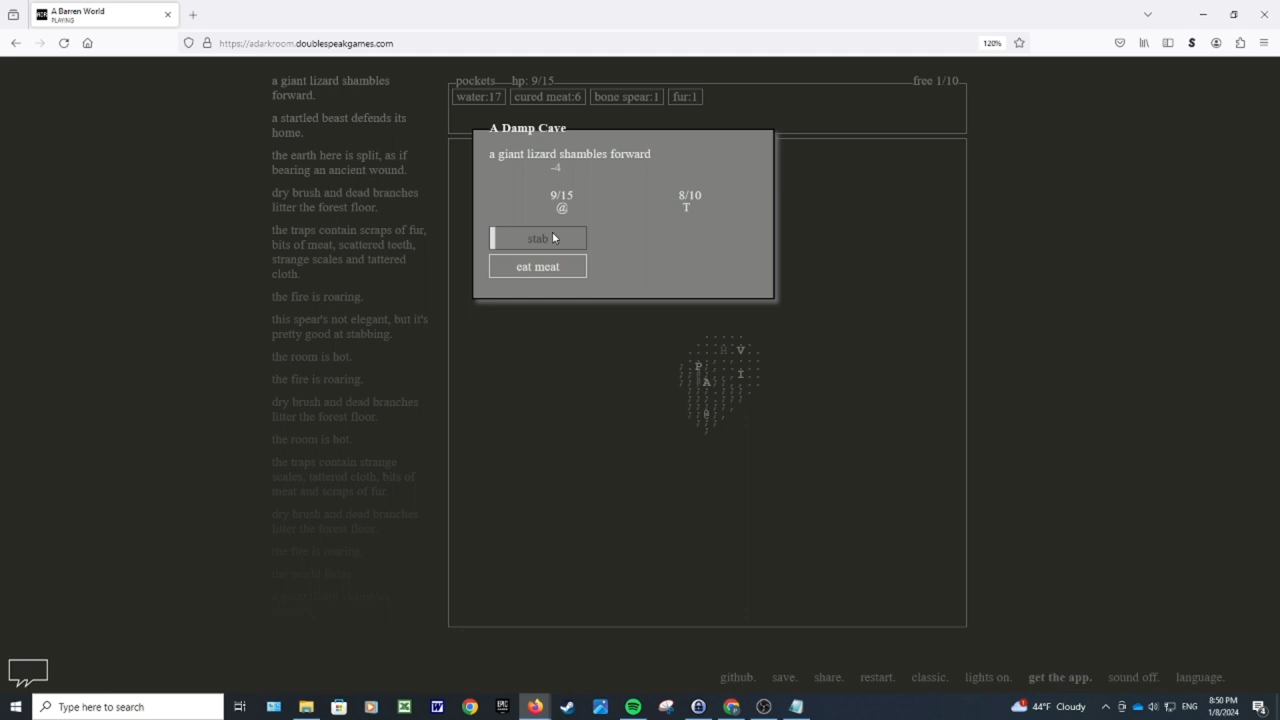 A Barren World
PLAYING
https://adarkroom.doublespeakgames.com
120%
a giant lizard shambles
forward.
a startled beast defends its
home.
the earth here is split, as if
bearing an ancient wound.
dry brush and dead branches
litter the forest floor.
the traps contain scraps of fur,
bits of meat, scattered teeth,
strange scales and tattered
cloth.
the fire is roaring.
this spear's not elegant, but it's
pretty good at stabbing.
the room is hot.
the fire is roaring.
dry brush and dead branches
litter the forest floor.
the room is hot.
the traps contain strange
scales, tattered cloth, bits of
meat and scraps of fur.
dry brush and dead branches
litter the forest floor.
the fire is roaring.
pockets hp: 9/15 free 1/10
water:17 cured meat:6 bone spear:1 fur:1
A Damp Cave
a giant lizard shambles forward
-4
9/15 8/10
@ T
stab
eat meat
V
P
I
A
@
github. save. share. restart. classic. lights on. get the app. sound off. language.
Type here to search
44°F Cloudy
ENG
8:50 PM
1/8/2024